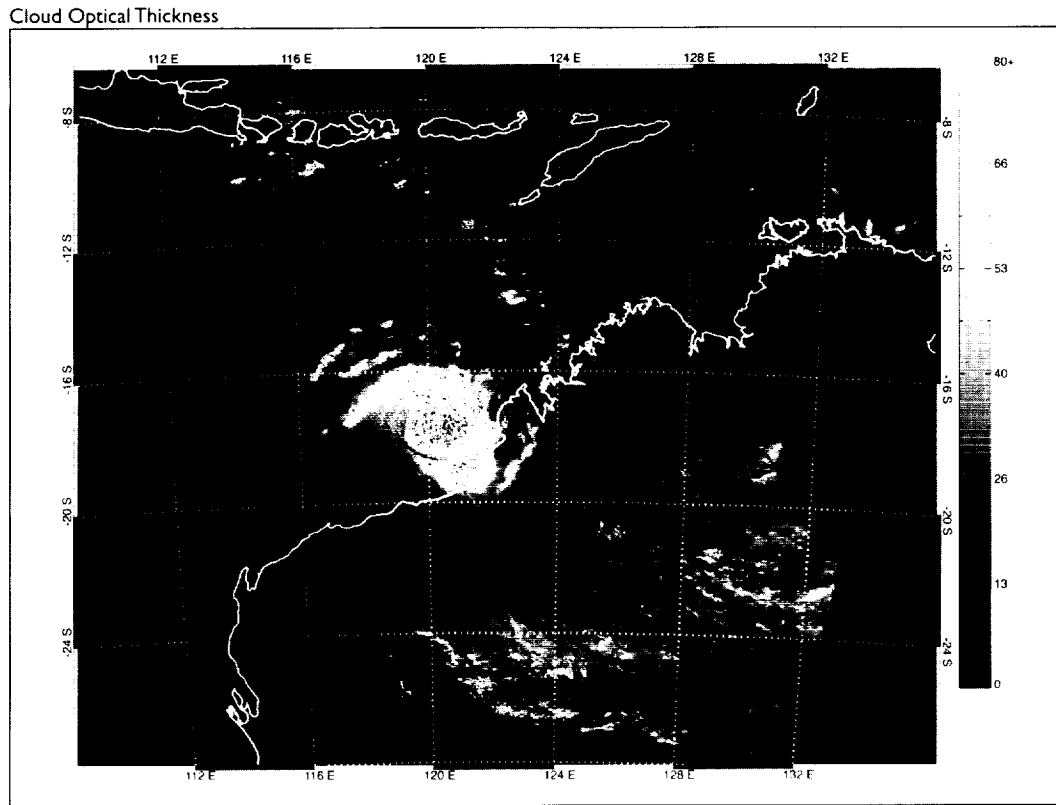 Cloud Optical Thickness
112 E 116 E 120 E 124 E 128 E 132 E
80+
-8 S
-8 S
66
-12 S
-12 S
53
-16 S
-16 S
40
26
-20 S
-20 S
13
-24 S
-24 S
0
112 E 116 E 120 E 124 E 128 E 132 E